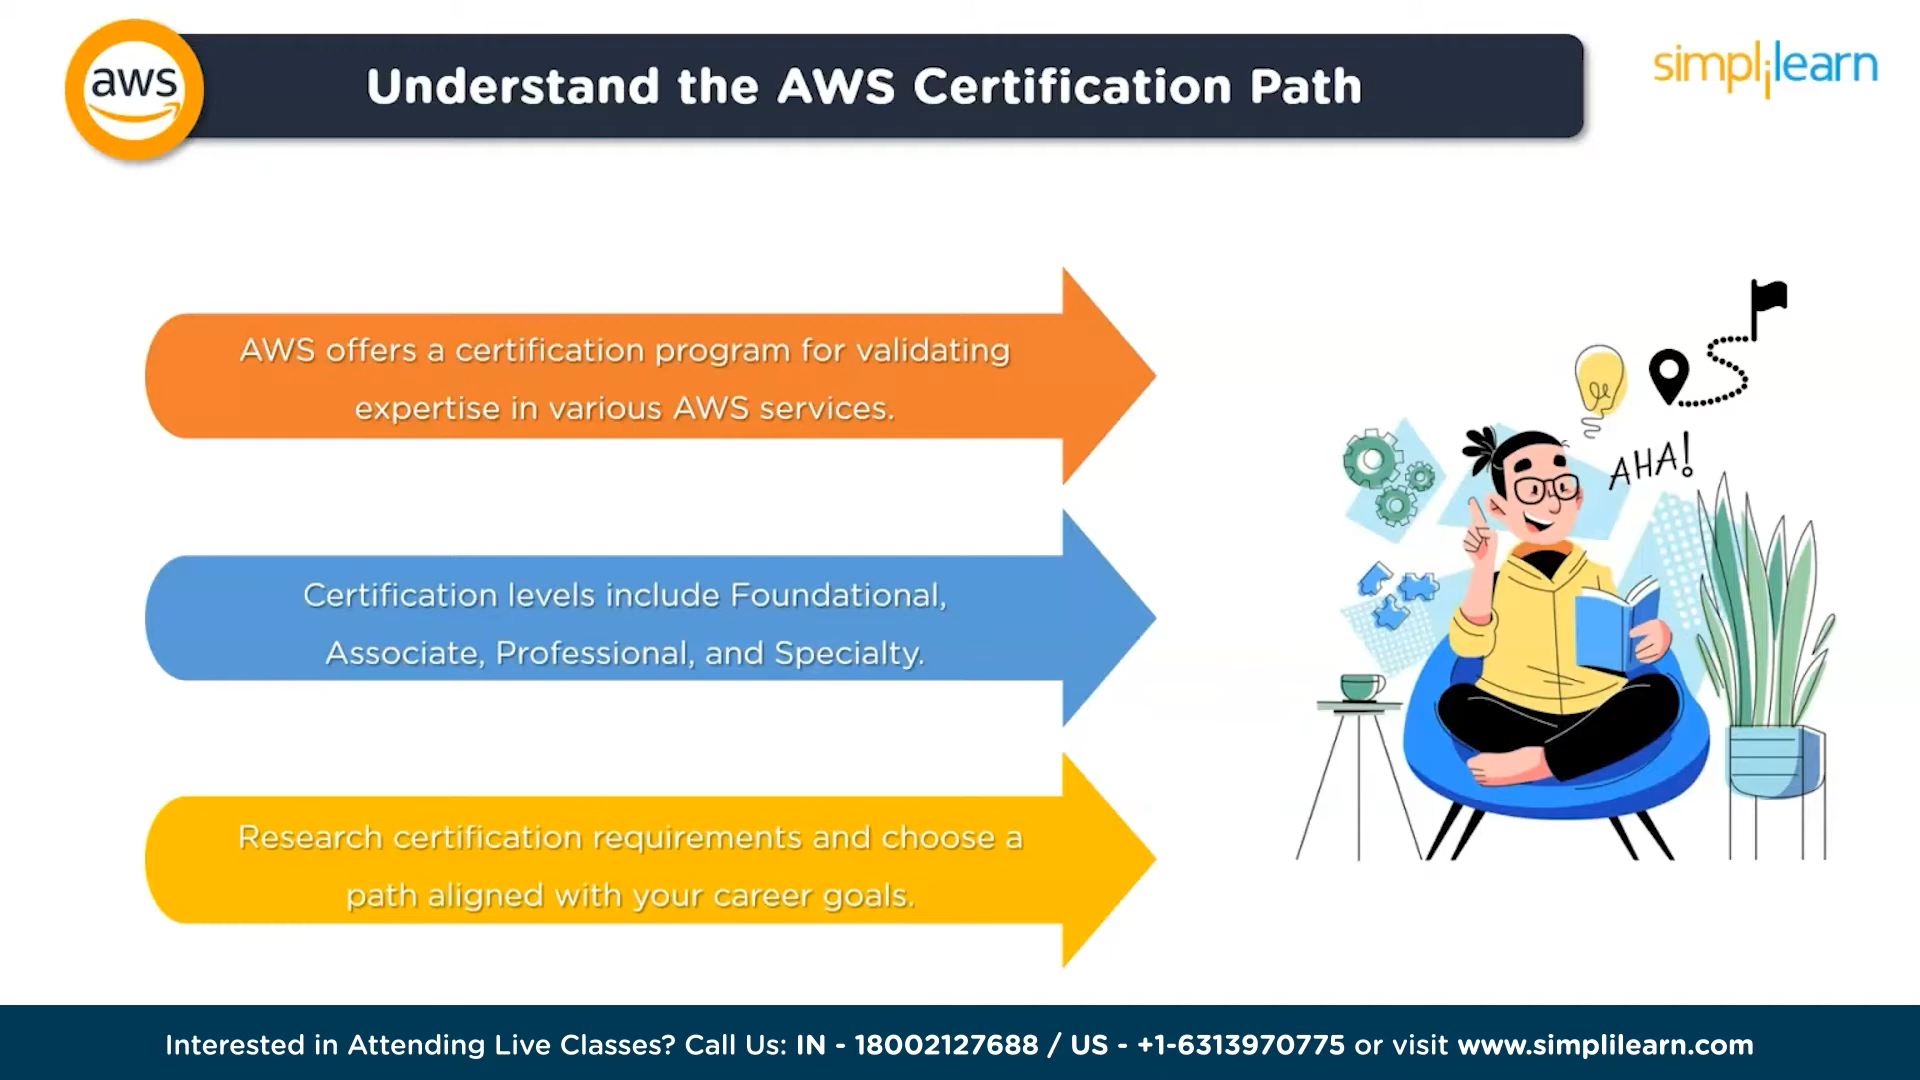 aws
Understand the AWS Certification Path
simplilearn
AWS offers a certification program for validating
expertise in various AWS services.
Certification levels include Foundational,
Associate, Professional, and Specialty.
Research certification requirements and choose a
path aligned with your career goals.
AHA!
Interested in Attending Live Classes? Call Us: IN - 18002127688 / US - +1-6313970775 or visit www.simplilearn.com